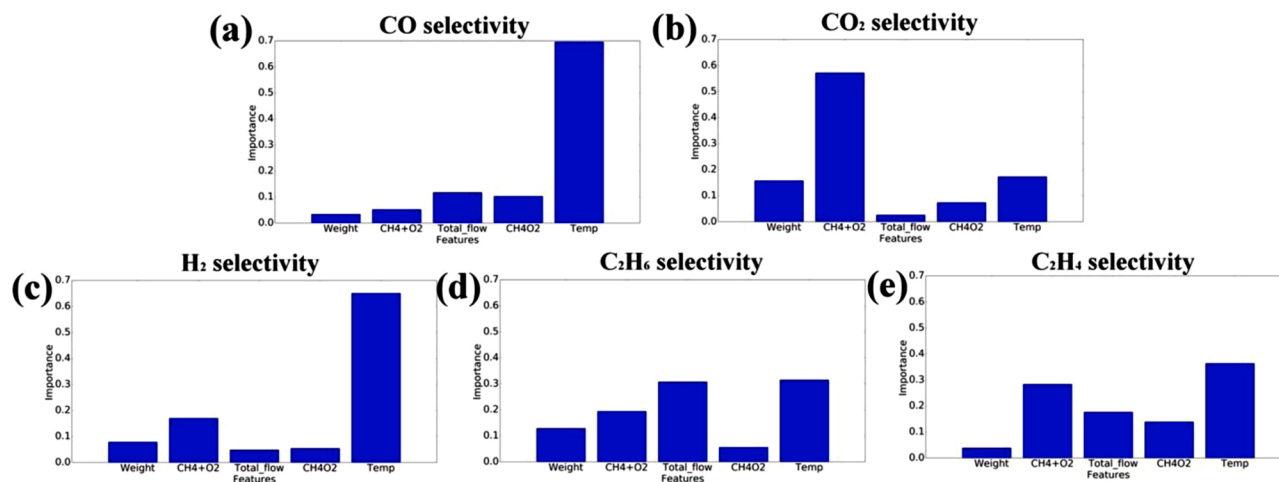 (a)
CO selectivity
0.7
0.6
0.5
0.4
0.3
0.2
0.1
0.0
Importance
Weight CH4+O2 Total_flow CH4O2 Temp
Features
(b)
CO₂ selectivity
0.7
0.6
0.5
0.4
0.3
0.2
0.1
0.0
Importance
Weight CH4+O2 Total_flow CH4O2 Temp
Features
(c)
H₂ selectivity
0.7
0.6
0.5
0.4
0.3
0.2
0.1
0.0
Importance
Weight CH4+O2 Total_flow CH4O2 Temp
Features
(d)
C₂H₆ selectivity
0.7
0.6
0.5
0.4
0.3
0.2
0.1
0.0
Importance
Weight CH4+O2 Total_flow CH4O2 Temp
Features
(e)
C₂H₄ selectivity
0.7
0.6
0.5
0.4
0.3
0.2
0.1
0.0
Importance
Weight CH4+O2 Total_flow CH4O2 Temp
Features